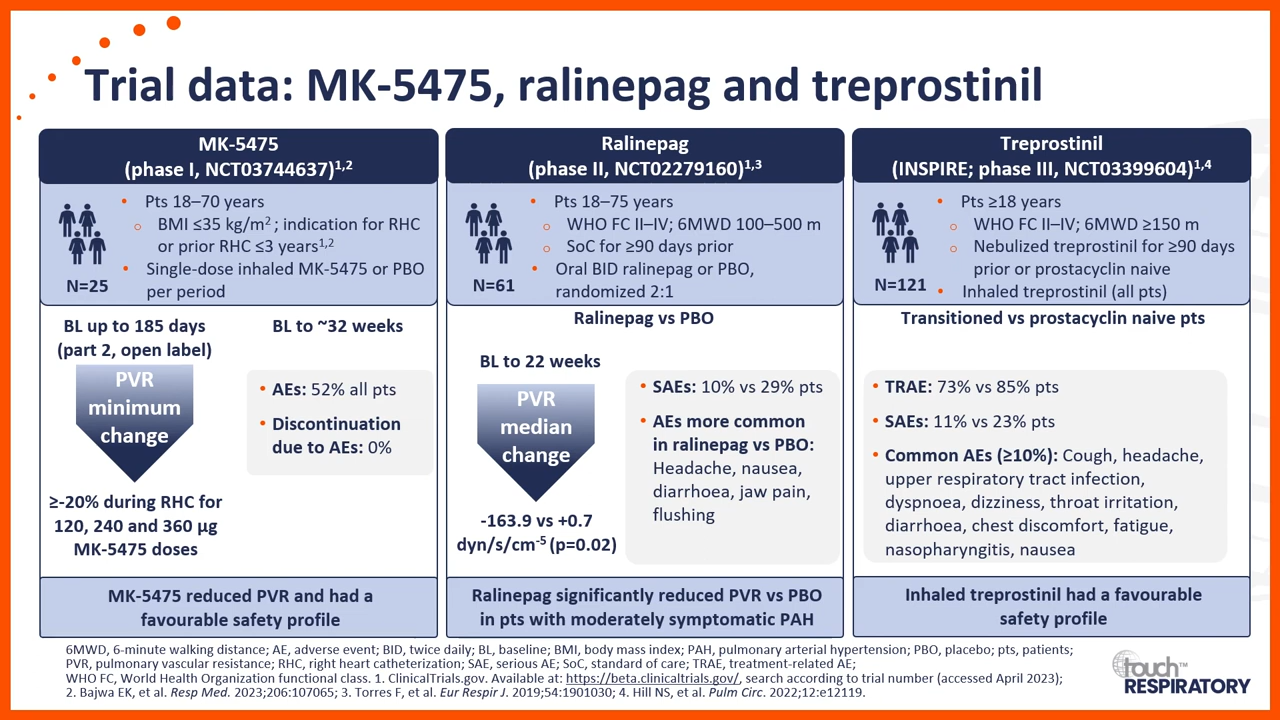 Trial data: MK-5475, ralinepag and treprostinil
MK-5475
(phase I, NCT03744637)1,2
N=25
• Pts 18–70 years
o BMI ≤35 kg/m2 ; indication for RHC
or prior RHC ≤3 years1,2
• Single-dose inhaled MK-5475 or PBO
per period
BL up to 185 days
(part 2, open label)
PVR
minimum
change
≥-20% during RHC for
120, 240 and 360 µg
MK-5475 doses
BL to ~32 weeks
• AEs: 52% all pts
• Discontinuation
due to AEs: 0%
MK-5475 reduced PVR and had a
favourable safety profile
Ralinepag
(phase II, NCT02279160)1,3
N=61
• Pts 18–75 years
o WHO FC II–IV; 6MWD 100–500 m
o SoC for ≥90 days prior
• Oral BID ralinepag or PBO,
randomized 2:1
Ralinepag vs PBO
BL to 22 weeks
PVR
median
change
-163.9 vs +0.7
dyn/s/cm-5 (p=0.02)
• SAEs: 10% vs 29% pts
• AEs more common
in ralinepag vs PBO:
Headache, nausea,
diarrhoea, jaw pain,
flushing
Ralinepag significantly reduced PVR vs PBO
in pts with moderately symptomatic PAH
Treprostinil
(INSPIRE; phase III, NCT03399604)1,4
N=121
• Pts ≥18 years
o WHO FC II–IV; 6MWD ≥150 m
o Nebulized treprostinil for ≥90 days
prior or prostacyclin naive
• Inhaled treprostinil (all pts)
Transitioned vs prostacyclin naive pts
• TRAE: 73% vs 85% pts
• SAEs: 11% vs 23% pts
• Common AEs (≥10%): Cough, headache,
upper respiratory tract infection,
dyspnoea, dizziness, throat irritation,
diarrhoea, chest discomfort, fatigue,
nasopharyngitis, nausea
Inhaled treprostinil had a favourable
safety profile
6MWD, 6-minute walking distance; AE, adverse event; BID, twice daily; BL, baseline; BMI, body mass index; PAH, pulmonary arterial hypertension; PBO, placebo; pts, patients;
PVR, pulmonary vascular resistance; RHC, right heart catheterization; SAE, serious AE; SoC, standard of care; TRAE, treatment-related AE;
WHO FC, World Health Organization functional class. 1. ClinicalTrials.gov. Available at: https://beta.clinicaltrials.gov/, search according to trial number (accessed April 2023);
2. Bajwa EK, et al. Resp Med. 2023;206:107065; 3. Torres F, et al. Eur Respir J. 2019;54:1901030; 4. Hill NS, et al. Pulm Circ. 2022;12:e12119.
touch™
RESPIRATORY